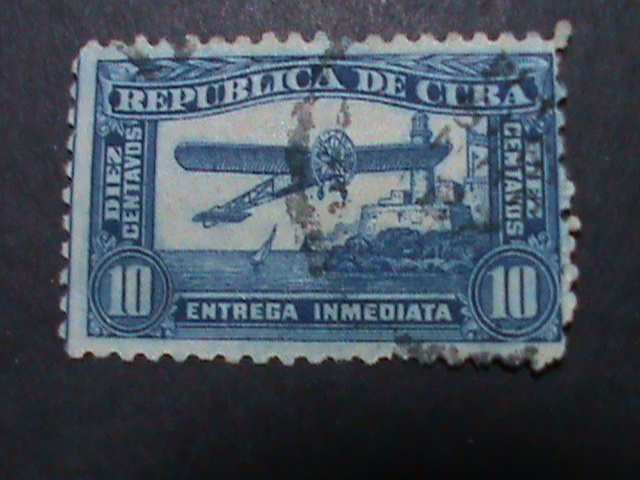 REPUBLICA DE CUBA
DIEZ
CENTAVOS
DIEZ
CENTAVOS
10
ENTREGA INMEDIATA
10